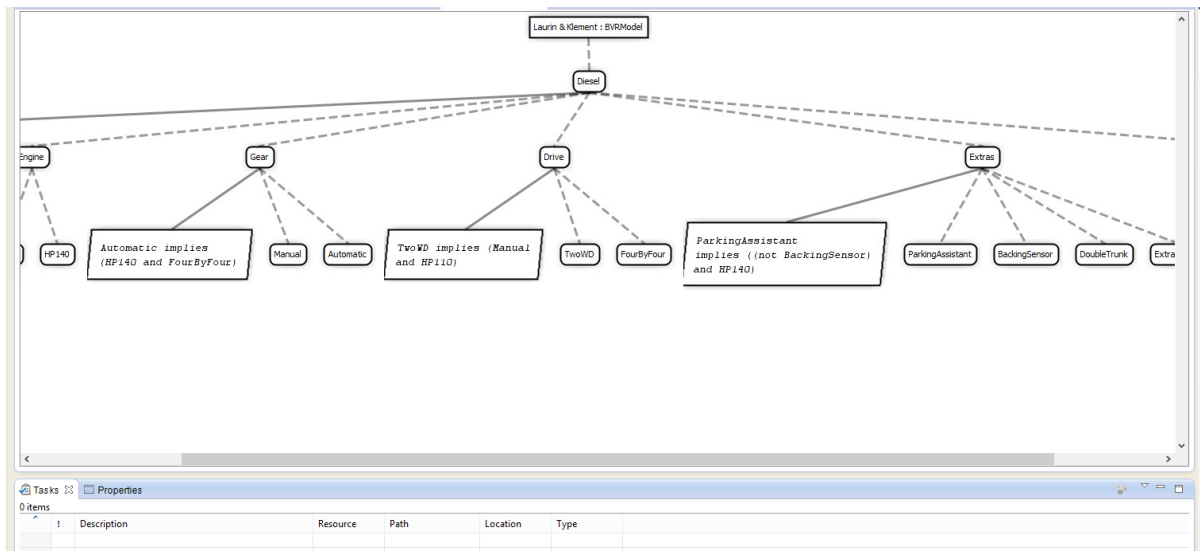 Laurin & Klement : BVRModel
Diesel
Engine
Gear
Drive
Extras
HP140
Automatic implies
(HP140 and FourByFour)
Manual
Automatic
TwoWD implies (Manual
and HP110)
TwoWD
FourByFour
ParkingAssistant
implies ((not BackingSensor)
and HP140)
ParkingAssistant
BackingSensor
DoubleTrunk
Extra
Tasks
Properties
0 items
! Description Resource Path Location Type